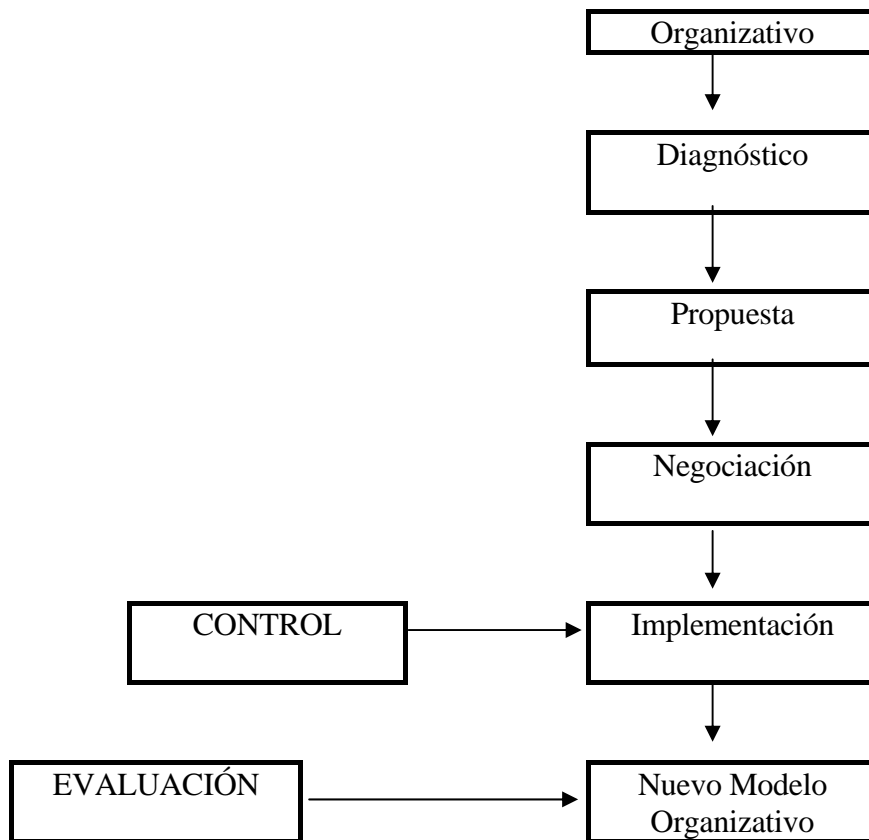 Organizativo
Diagnóstico
Propuesta
Negociación
CONTROL
Implementación
EVALUACIÓN
Nuevo Modelo
Organizativo